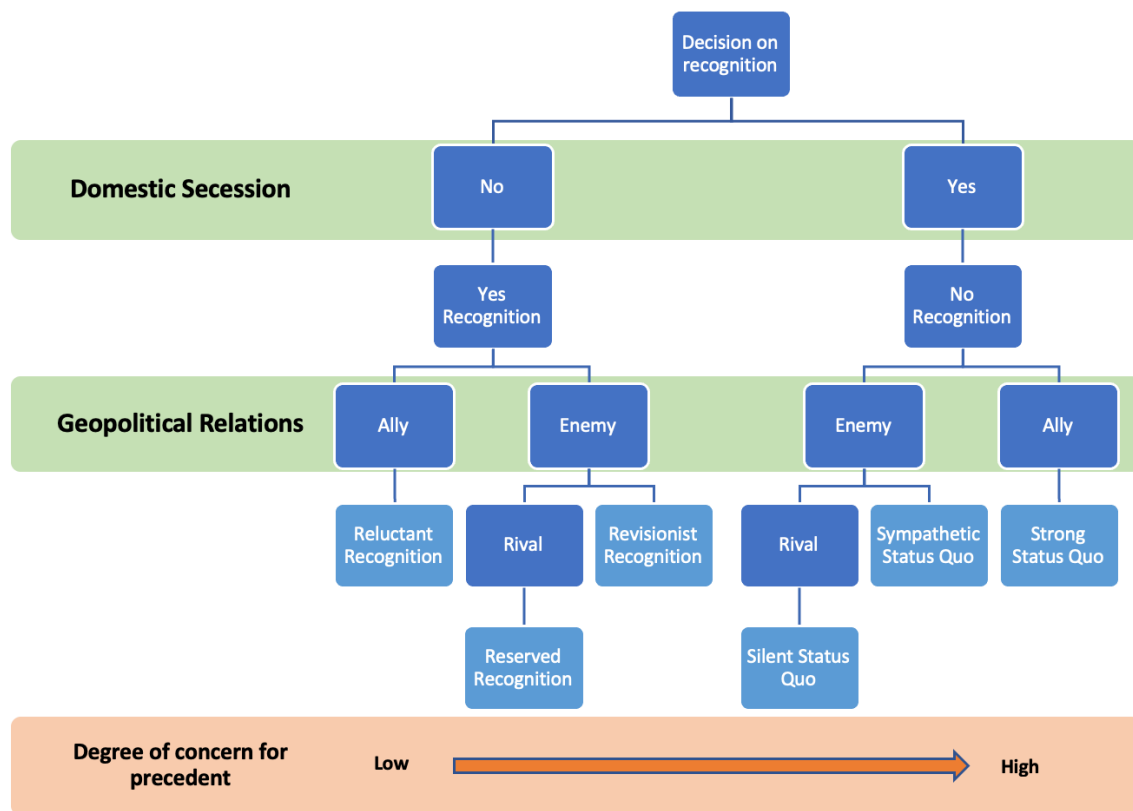 Decision on
recognition
Domestic Secession
No
Yes
Yes
Recognition
No
Recognition
Geopolitical Relations
Ally
Enemy
Enemy
Ally
Reluctant
Recognition
Rival
Revisionist
Recognition
Rival
Sympathetic
Status Quo
Strong
Status Quo
Reserved
Recognition
Silent Status
Quo
Degree of concern for
precedent
Low
High